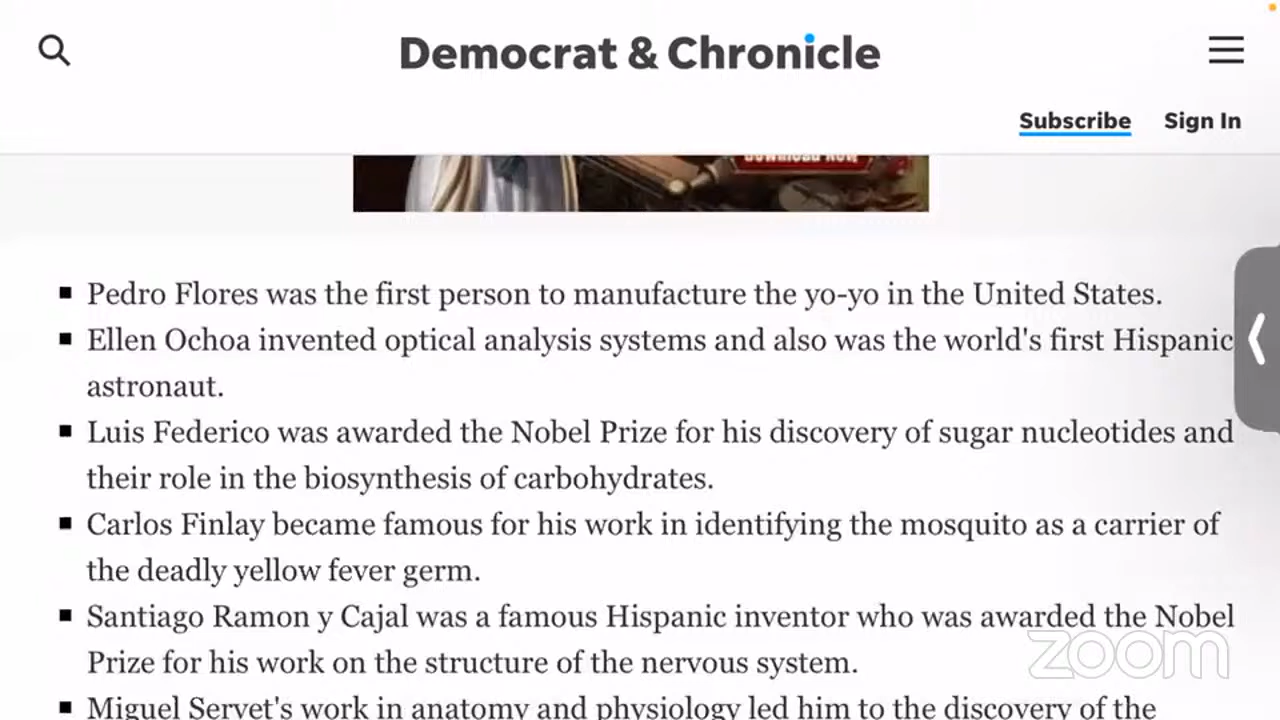 Democrat & Chronicle
Subscribe Sign In
DOWNLOAD NOW
Pedro Flores was the first person to manufacture the yo-yo in the United States.
Ellen Ochoa invented optical analysis systems and also was the world's first Hispanic
astronaut.
Luis Federico was awarded the Nobel Prize for his discovery of sugar nucleotides and
their role in the biosynthesis of carbohydrates.
Carlos Finlay became famous for his work in identifying the mosquito as a carrier of
the deadly yellow fever germ.
Santiago Ramon y Cajal was a famous Hispanic inventor who was awarded the Nobel
Prize for his work on the structure of the nervous system.
zoom
Miguel Servet's work in anatomy and physiology led him to the discovery of the